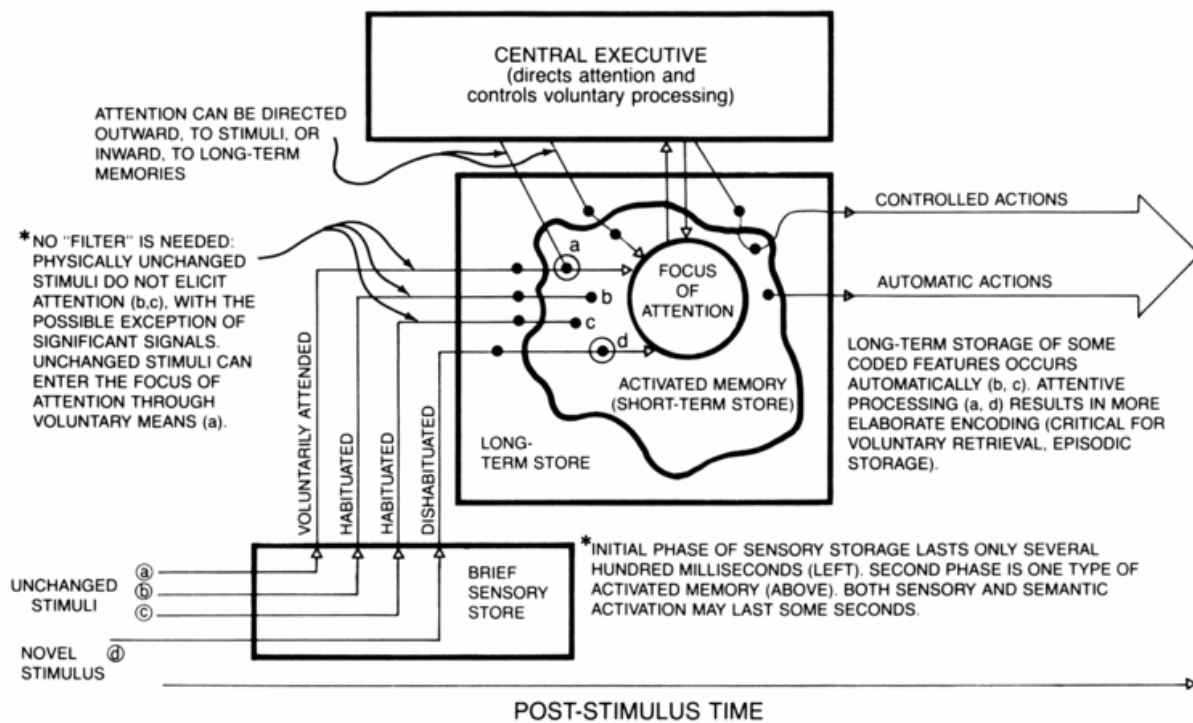 CENTRAL EXECUTIVE
(directs attention and
controls voluntary processing)
ATTENTION CAN BE DIRECTED
OUTWARD, TO STIMULI, OR
INWARD, TO LONG-TERM
MEMORIES
*NO "FILTER" IS NEEDED:
PHYSICALLY UNCHANGED
STIMULI DO NOT ELICIT
ATTENTION (b,c), WITH THE
POSSIBLE EXCEPTION OF
SIGNIFICANT SIGNALS.
UNCHANGED STIMULI CAN
ENTER THE FOCUS OF
ATTENTION THROUGH
VOLUNTARY MEANS (a).
VOLUNTARILY ATTENDED
HABITUATED
HABITUATED
DISHABITUATED
a
b
c
d
FOCUS
OF
ATTENTION
ACTIVATED MEMORY
(SHORT-TERM STORE)
LONG-
TERM STORE
CONTROLLED ACTIONS
AUTOMATIC ACTIONS
LONG-TERM STORAGE OF SOME
CODED FEATURES OCCURS
AUTOMATICALLY (b, c). ATTENTIVE
PROCESSING (a, d) RESULTS IN MORE
ELABORATE ENCODING (CRITICAL FOR
VOLUNTARY RETRIEVAL, EPISODIC
STORAGE).
UNCHANGED
STIMULI
a
b
c
NOVEL
STIMULUS
d
BRIEF
SENSORY
STORE
*INITIAL PHASE OF SENSORY STORAGE LASTS ONLY SEVERAL
HUNDRED MILLISECONDS (LEFT). SECOND PHASE IS ONE TYPE OF
ACTIVATED MEMORY (ABOVE). BOTH SENSORY AND SEMANTIC
ACTIVATION MAY LAST SOME SECONDS.
POST-STIMULUS TIME